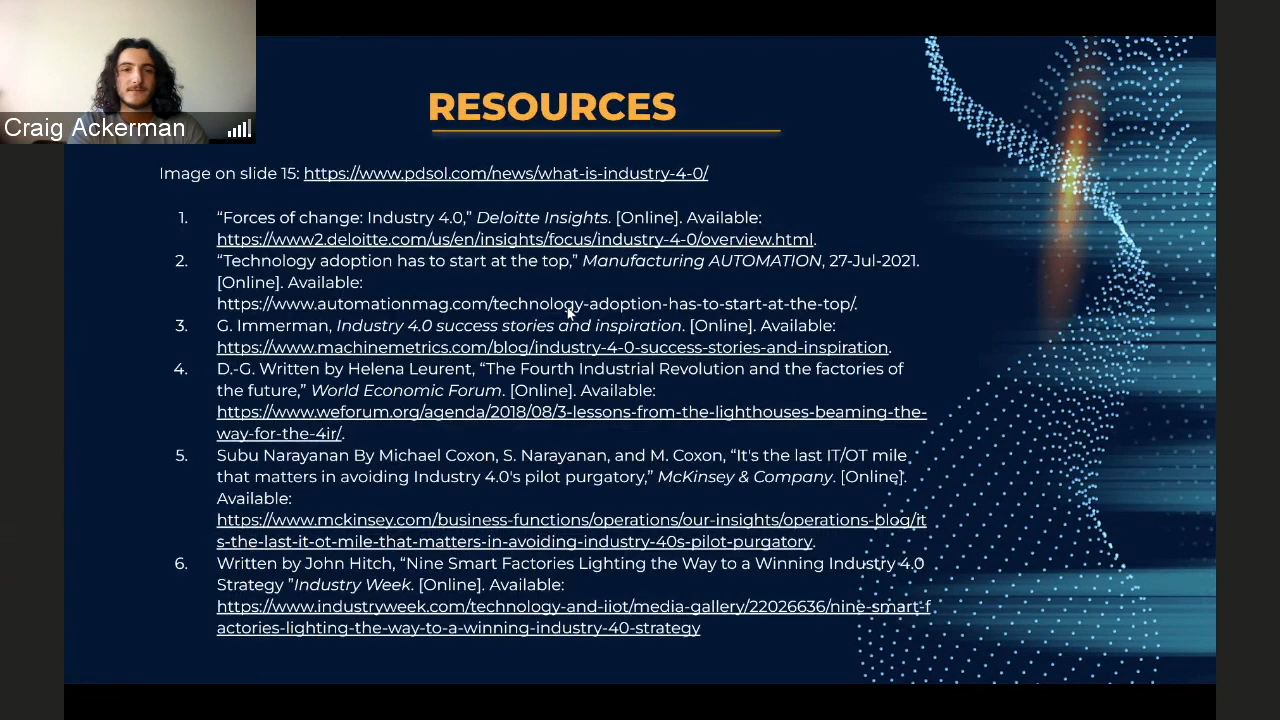 Craig Ackerman
RESOURCES
Image on slide 15: https://www.pdsol.com/news/what-is-industry-4-0/
1. “Forces of change: Industry 4.0,” Deloitte Insights. [Online]. Available:
https://www2.deloitte.com/us/en/insights/focus/industry-4-0/overview.html.
2. “Technology adoption has to start at the top,” Manufacturing AUTOMATION, 27-Jul-2021.
[Online]. Available:
https://www.automationmag.com/technology-adoption-has-to-start-at-the-top/.
3. G. Immerman, Industry 4.0 success stories and inspiration. [Online]. Available:
https://www.machinemetrics.com/blog/industry-4-0-success-stories-and-inspiration.
4. D.-G. Written by Helena Leurent, “The Fourth Industrial Revolution and the factories of
the future,” World Economic Forum. [Online]. Available:
https://www.weforum.org/agenda/2018/08/3-lessons-from-the-lighthouses-beaming-the-
way-for-the-4ir/.
5. Subu Narayanan By Michael Coxon, S. Narayanan, and M. Coxon, “It's the last IT/OT mile
that matters in avoiding Industry 4.0's pilot purgatory,” McKinsey & Company. [Online].
Available:
https://www.mckinsey.com/business-functions/operations/our-insights/operations-blog/it
s-the-last-it-ot-mile-that-matters-in-avoiding-industry-40s-pilot-purgatory.
6. Written by John Hitch, “Nine Smart Factories Lighting the Way to a Winning Industry 4.0
Strategy ”Industry Week. [Online]. Available:
https://www.industryweek.com/technology-and-iiot/media-gallery/22026636/nine-smart-f
actories-lighting-the-way-to-a-winning-industry-40-strategy